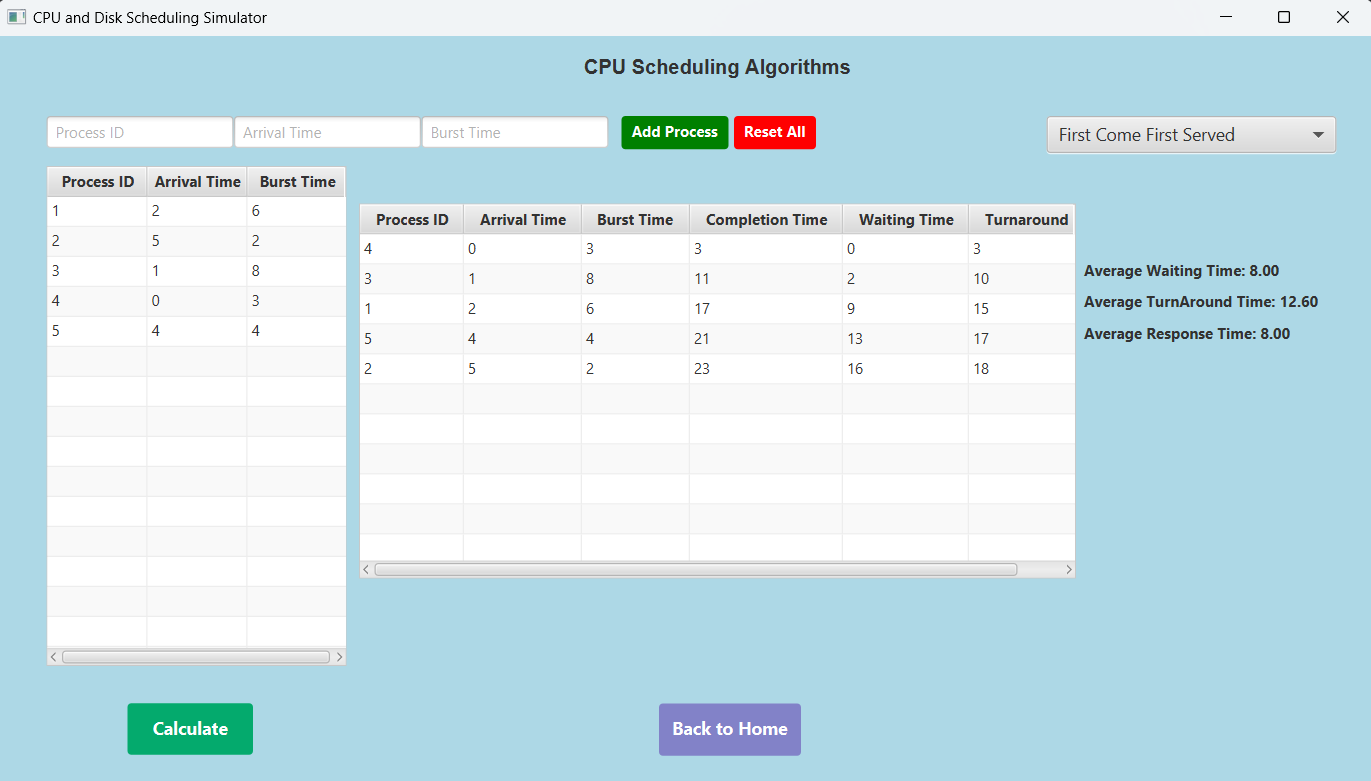 CPU and Disk Scheduling Simulator
CPU Scheduling Algorithms
Process ID Arrival Time Burst Time Add Process Reset All First Come First Served
Process ID Arrival Time Burst Time
1 2 6
2 5 2
3 1 8
4 0 3
5 4 4
Process ID Arrival Time Burst Time Completion Time Waiting Time Turnaround
4 0 3 3 0 3
3 1 8 11 2 10
1 2 6 17 9 15
5 4 4 21 13 17
2 5 2 23 16 18
Average Waiting Time: 8.00
Average TurnAround Time: 12.60
Average Response Time: 8.00
Calculate Back to Home